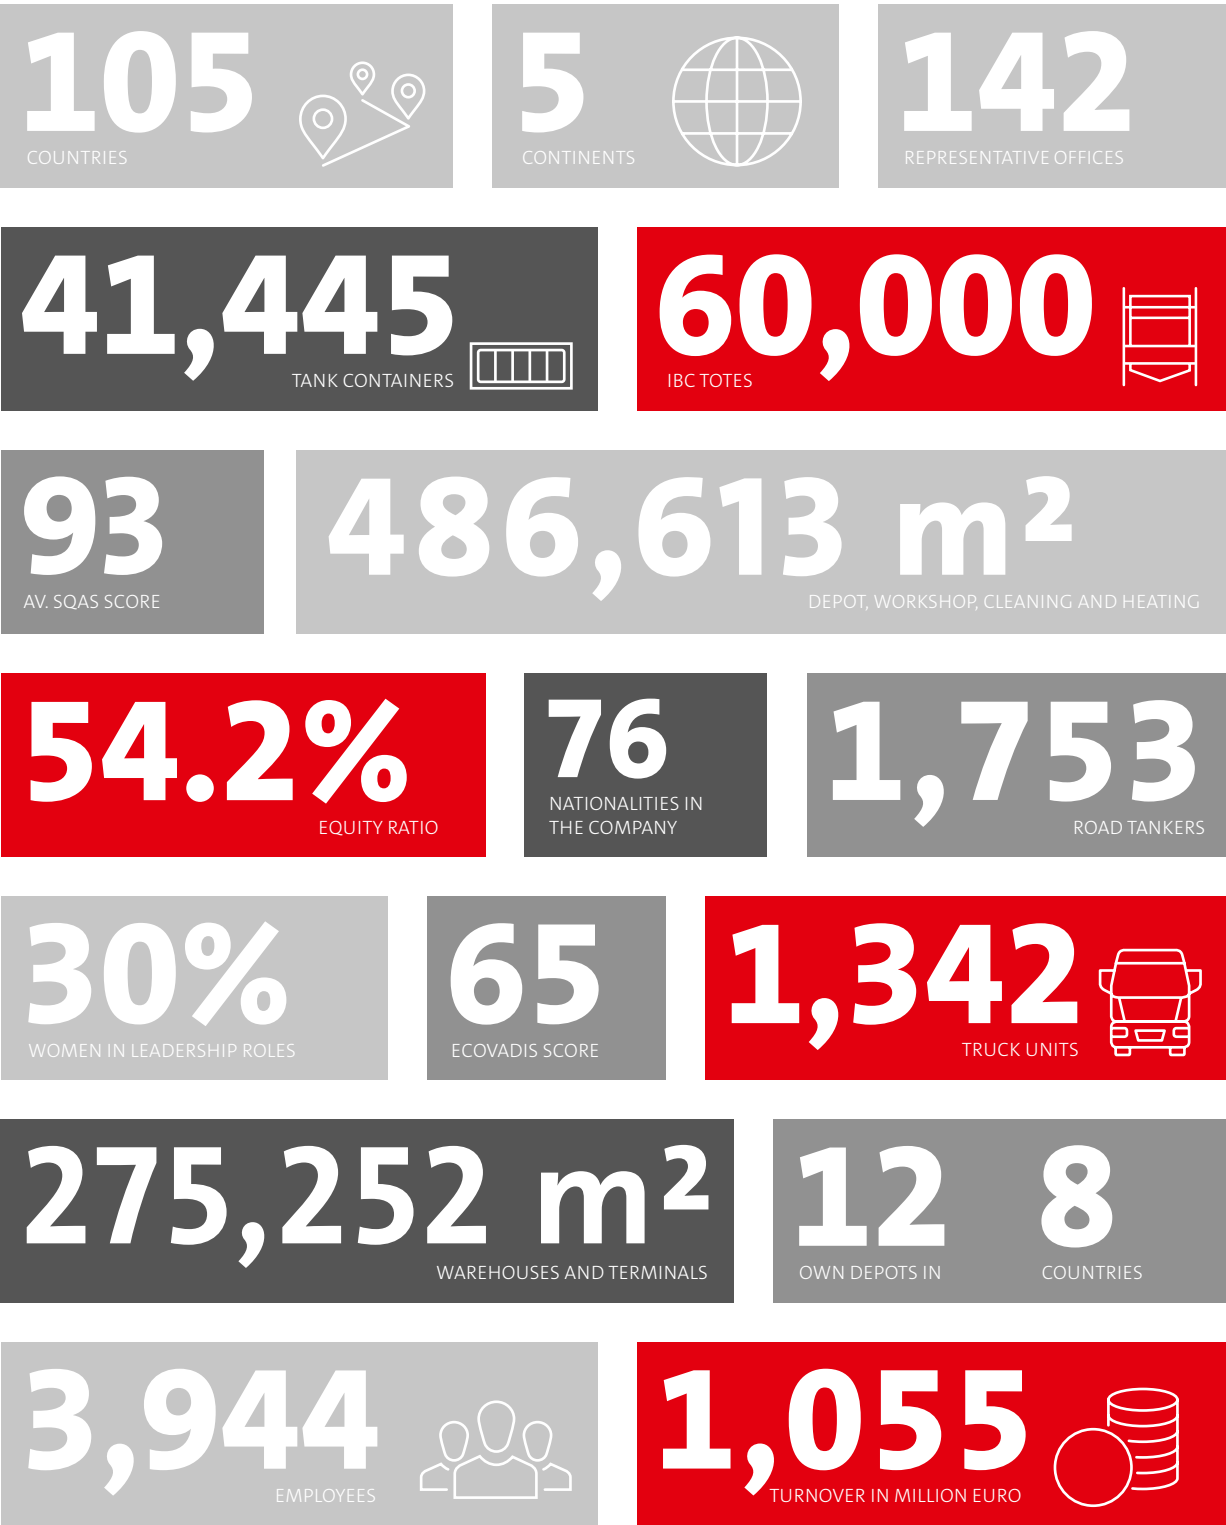 105
COUNTRIES
5
CONTINENTS
142
REPRESENTATIVE OFFICES
41,445
TANK CONTAINERS
60,000
IBC TOTES
93
AV. SQAS SCORE
486,613 m²
DEPOT, WORKSHOP, CLEANING AND HEATING
54.2%
EQUITY RATIO
76
NATIONALITIES IN
THE COMPANY
1,753
ROAD TANKERS
30%
WOMEN IN LEADERSHIP ROLES
65
ECOVADIS SCORE
1,342
TRUCK UNITS
275,252 m²
WAREHOUSES AND TERMINALS
12
OWN DEPOTS IN
8
COUNTRIES
3,944
EMPLOYEES
1,055
TURNOVER IN MILLION EURO